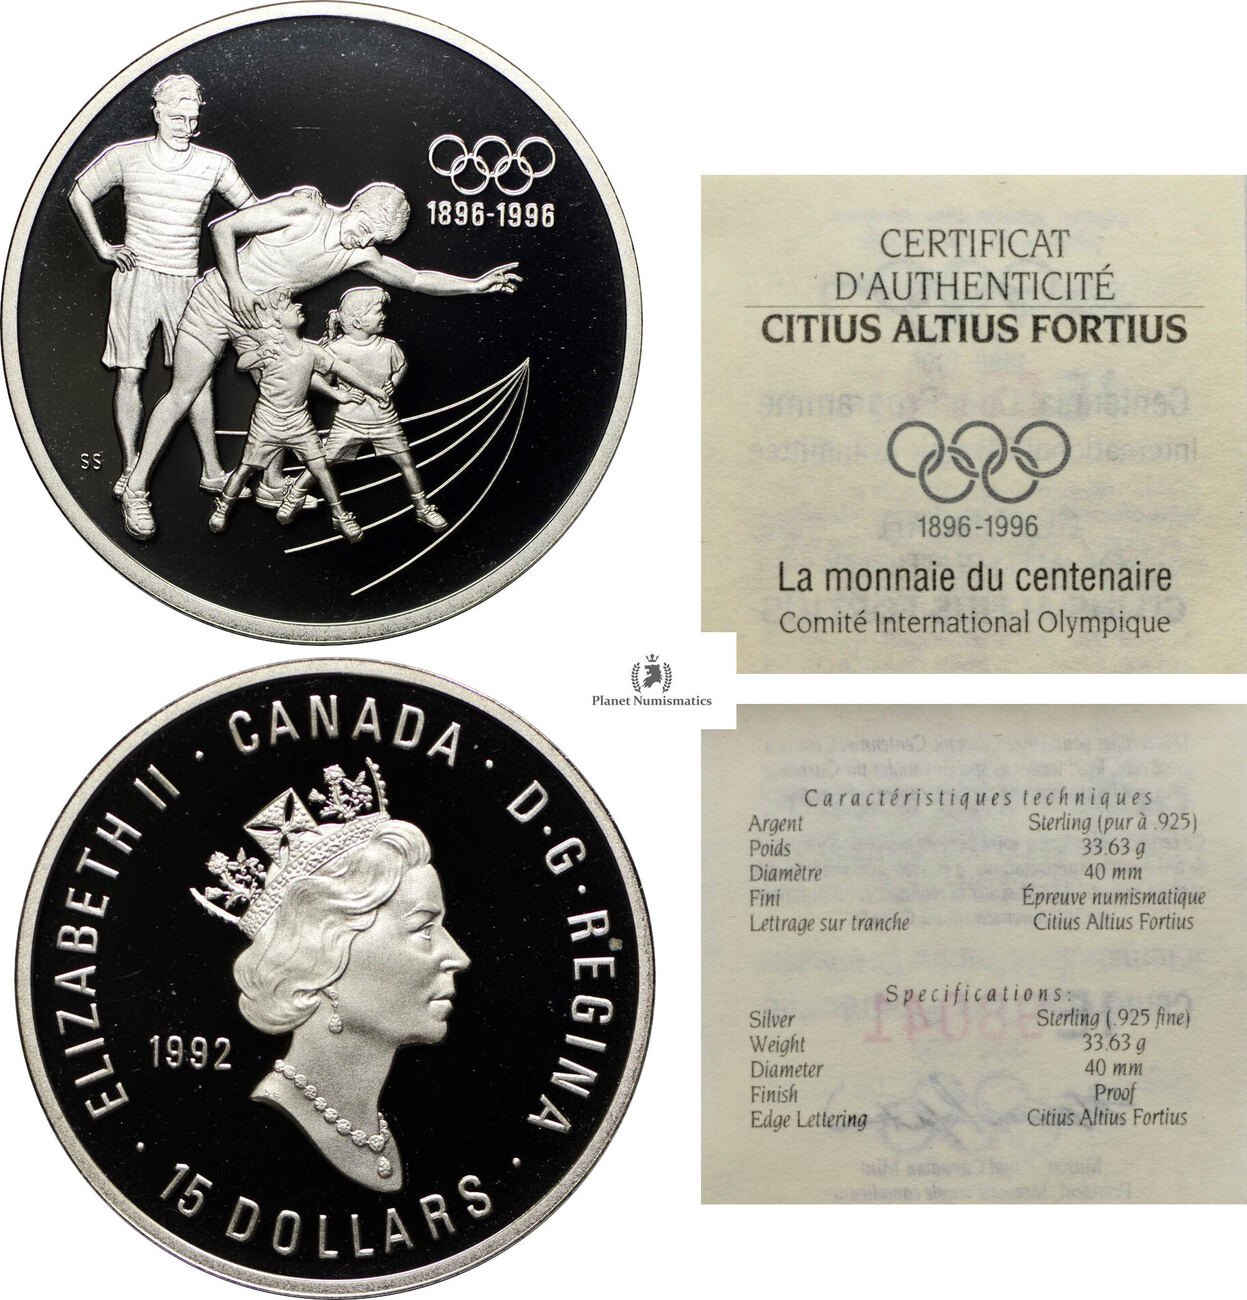 1896-1996
SS
CERTIFICAT
D'AUTHENTICITÉ
CITIUS ALTIUS FORTIUS
1896-1996
La monnaie du centenaire
Comité International Olympique
Planet Numismatics
ELIZABETH II · CANADA · D·G·REGINA ·
1992
15 DOLLARS ·
Caractéristiques techniques
Argent Sterling (pur à .925)
Poids 33.63 g
Diamètre 40 mm
Fini Épreuve numismatique
Lettrage sur tranche Citius Altius Fortius
Specifications:
Silver Sterling (.925 fine)
Weight 33.63 g
Diameter 40 mm
Finish Proof
Edge Lettering Citius Altius Fortius